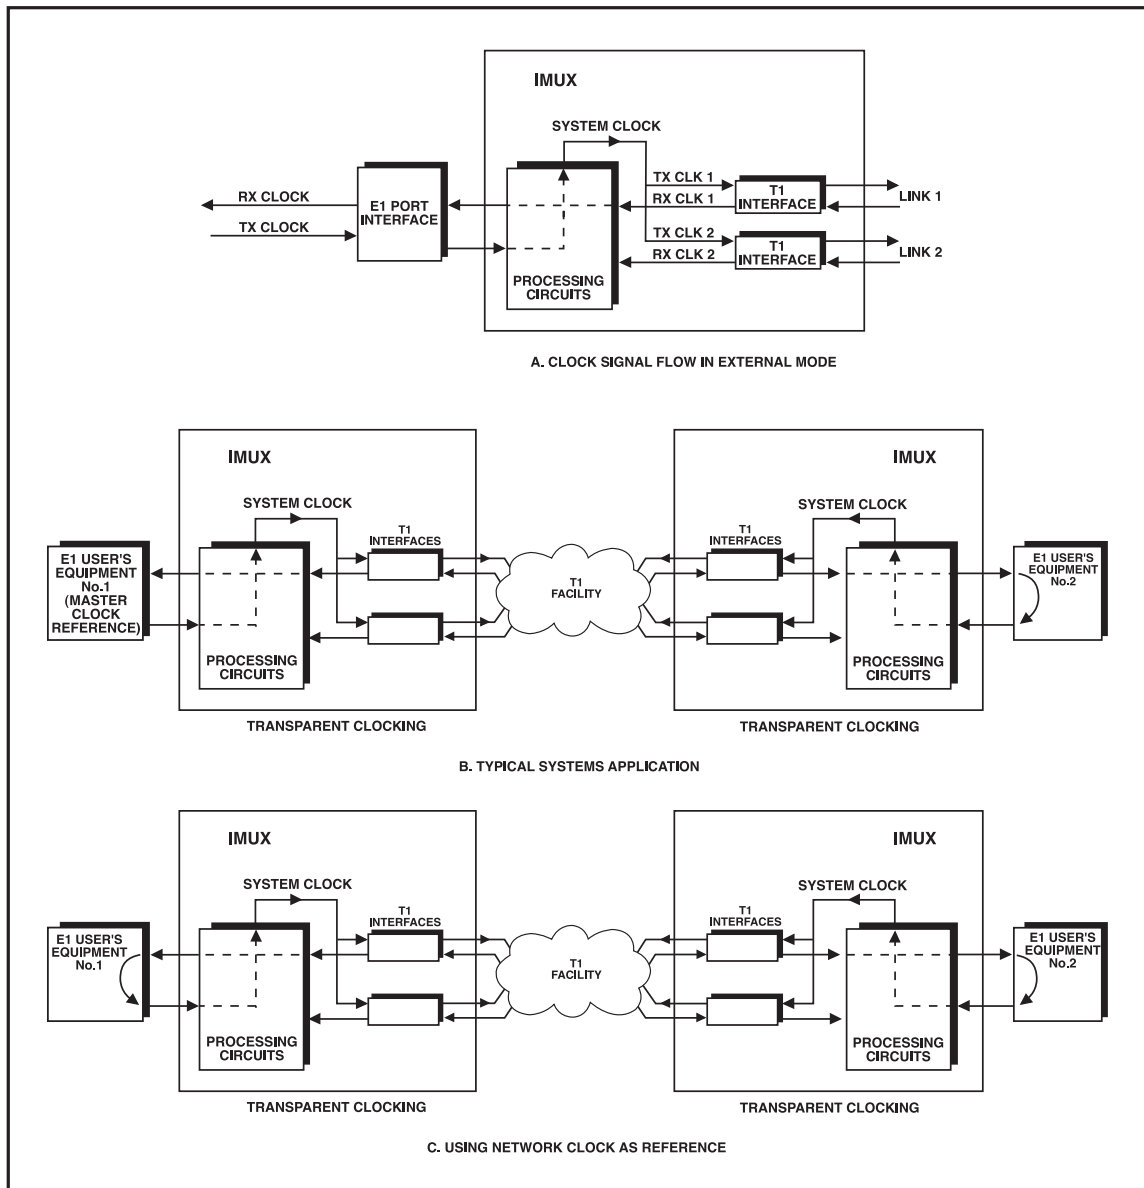 IMUX
SYSTEM CLOCK
RX CLOCK
TX CLOCK
E1 PORT
INTERFACE
TX CLK 1
RX CLK 1
TX CLK 2
RX CLK 2
T1
INTERFACE
T1
INTERFACE
LINK 1
LINK 2
PROCESSING
CIRCUITS
A. CLOCK SIGNAL FLOW IN EXTERNAL MODE
IMUX
SYSTEM CLOCK
T1
INTERFACES
E1 USER'S
EQUIPMENT
No.1
(MASTER
CLOCK
REFERENCE)
PROCESSING
CIRCUITS
TRANSPARENT CLOCKING
T1
FACILITY
IMUX
SYSTEM CLOCK
T1
INTERFACES
E1 USER'S
EQUIPMENT
No.2
PROCESSING
CIRCUITS
TRANSPARENT CLOCKING
B. TYPICAL SYSTEMS APPLICATION
IMUX
SYSTEM CLOCK
T1
INTERFACES
E1 USER'S
EQUIPMENT
No.1
PROCESSING
CIRCUITS
TRANSPARENT CLOCKING
T1
FACILITY
IMUX
SYSTEM CLOCK
T1
INTERFACES
E1 USER'S
EQUIPMENT
No.2
PROCESSING
CIRCUITS
TRANSPARENT CLOCKING
C. USING NETWORK CLOCK AS REFERENCE